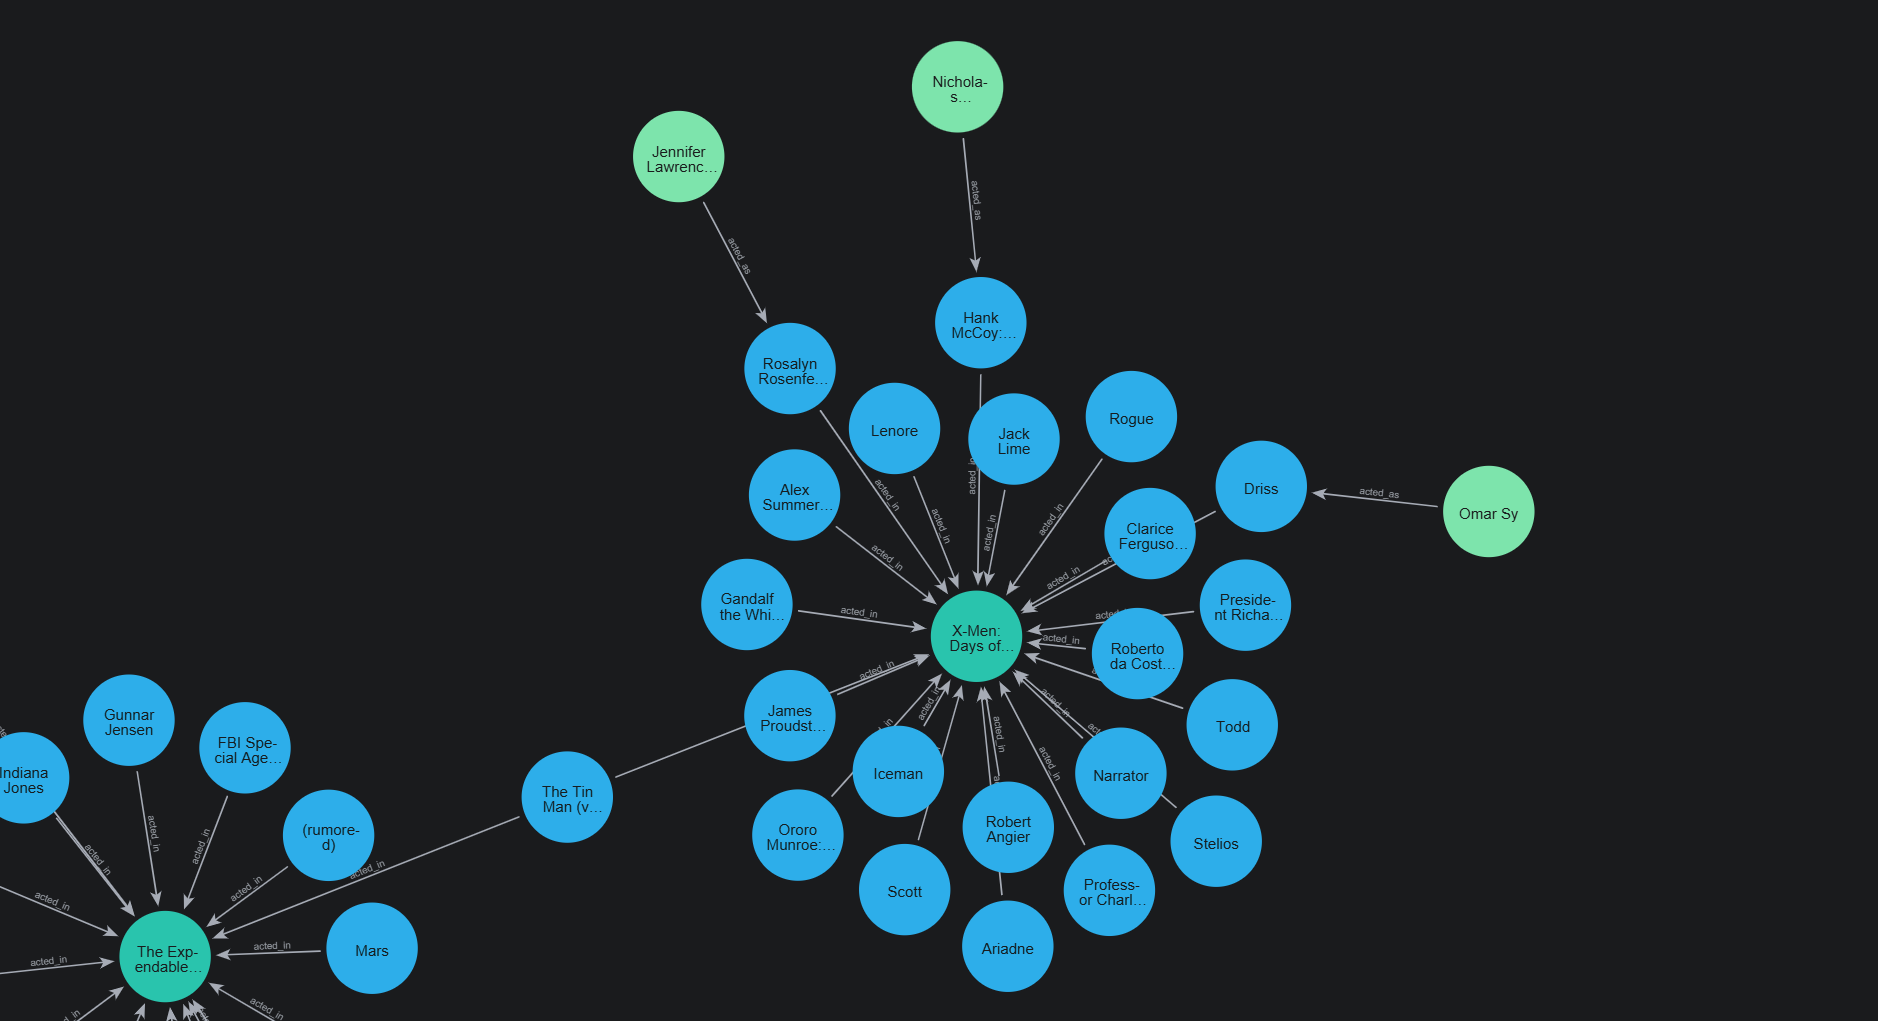 Nichola-
s…
Jennifer
Lawrenc…
acted_as
acted_as
Hank
McCoy:…
Rosalyn
Rosenfe…
Lenore
Jack
Lime
Rogue
Alex
Summer…
Driss
acted_as
Omar Sy
Clarice
Ferguso…
acted_in
acted_in
acted_in
acted_in
acted_in
acted_in
acted_in
Gandalf
the Whi…
acted_in
X-Men:
Days of…
Preside-
nt Richa…
acted_in
Roberto
da Cost…
James
Proudst…
acted_in
Todd
Gunnar
Jensen
FBI Spe-
cial Age…
Indiana
Jones
The Tin
Man (v…
Iceman
Narrator
acted_in
acted_in
acted_in
acted_in
(rumore-
d)
Ororo
Munroe:…
Robert
Angier
Stelios
Scott
Profess-
or Charl…
Ariadne
acted_in
acted_in
acted_in
acted_in
acted_in
acted_in
The Exp-
endable…
acted_in
Mars
acted_in
acted_in